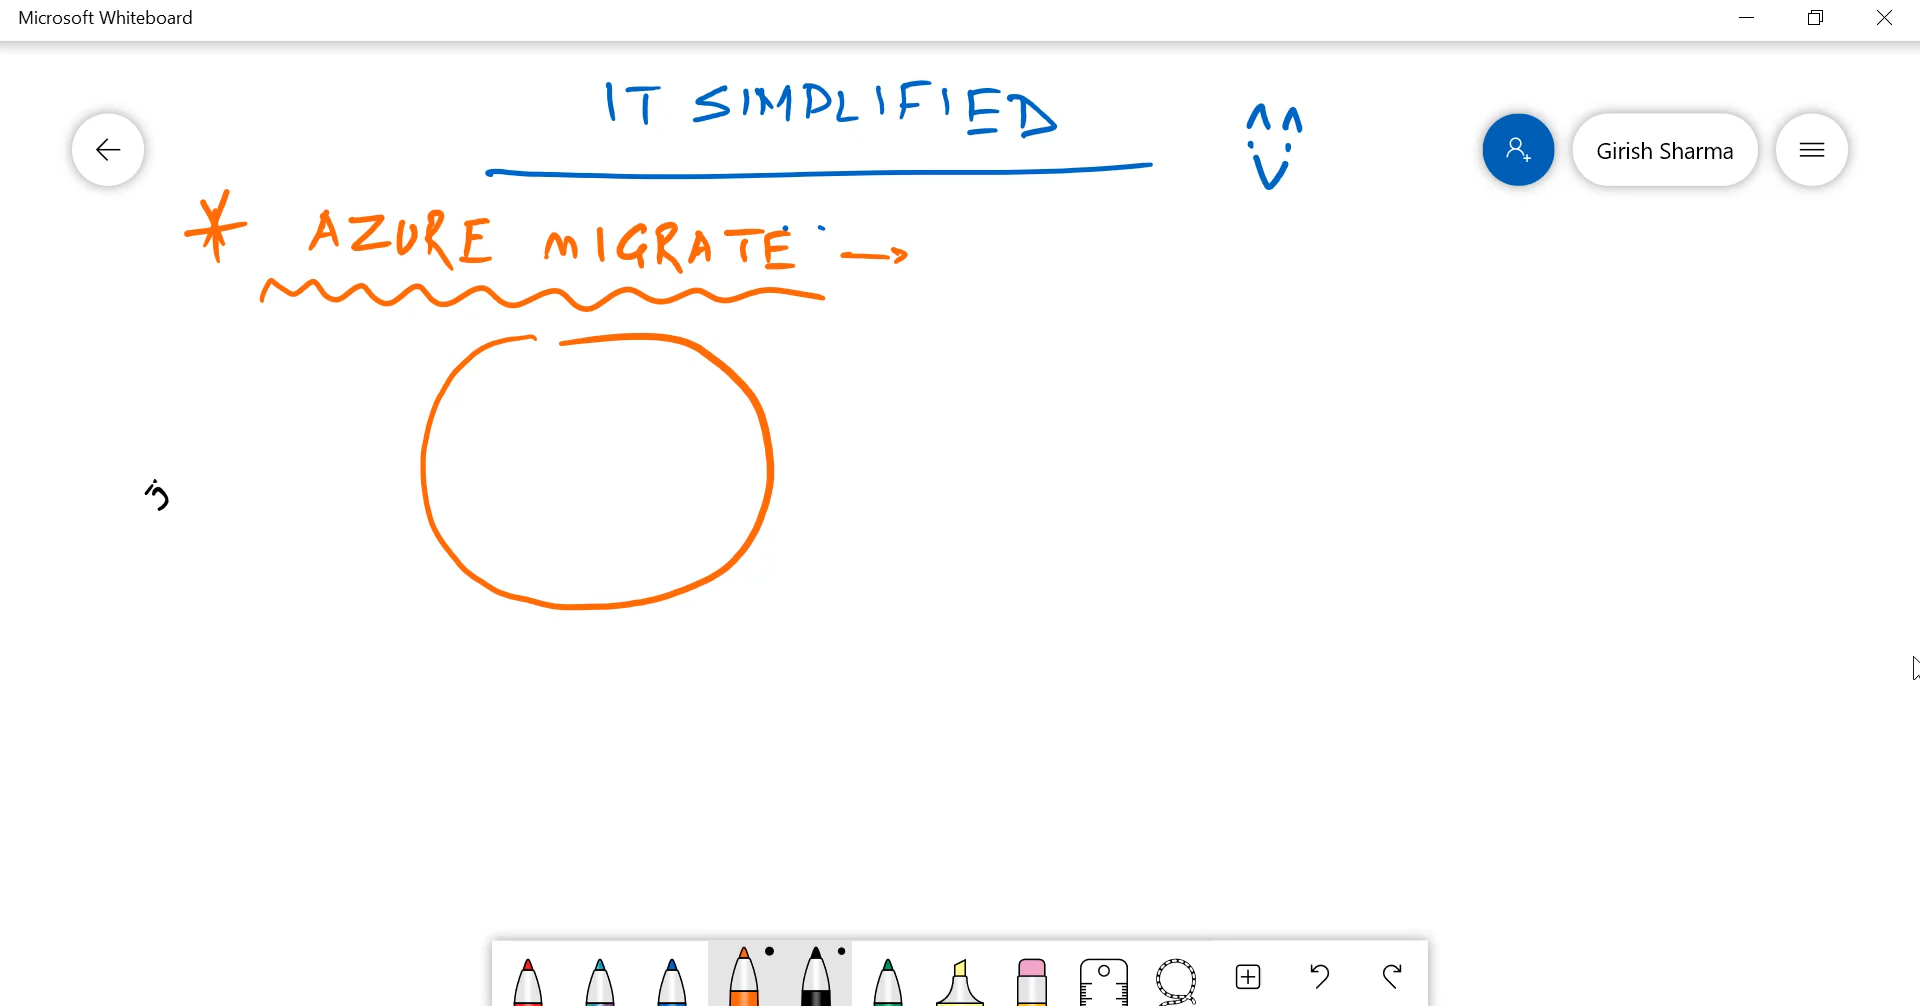 Microsoft Whiteboard
IT SIMPLIFIED
Girish Sharma
* AZURE MIGRATE →